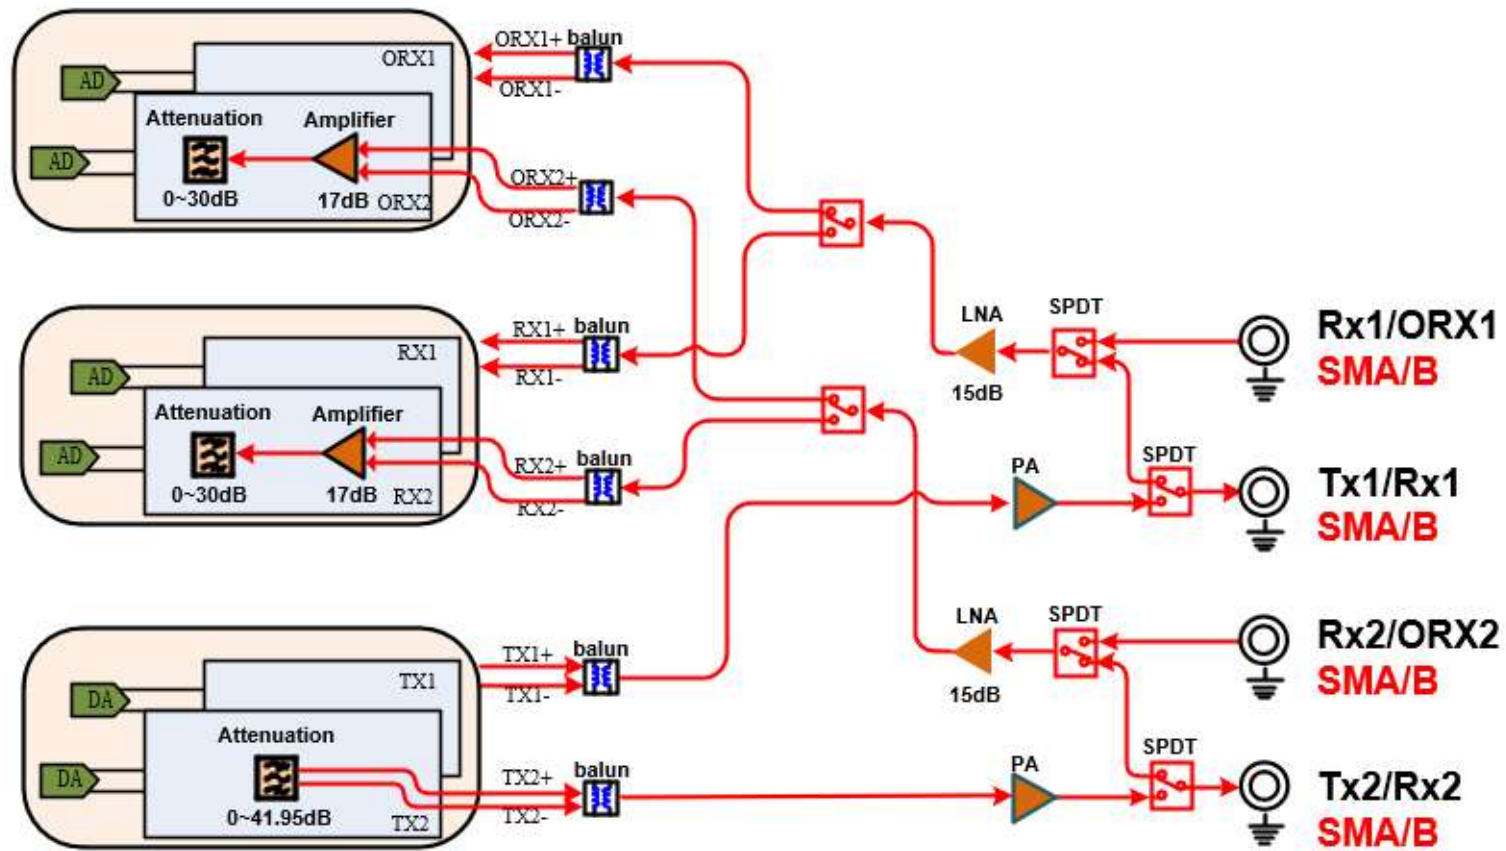 ORX1+ balun
ORX1
AD
ORX1-
Attenuation Amplifier
AD
ORX2+
0~30dB 17dB ORX2
ORX2-
LNA SPDT
Rx1/ORX1
SMA/B
15dB
RX1+ balun
RX1
AD
RX1-
Attenuation Amplifier
AD
RX2+ balun
0~30dB 17dB RX2
RX2-
PA SPDT
Tx1/Rx1
SMA/B
LNA SPDT
Rx2/ORX2
SMA/B
15dB
TX1+ balun
TX1
DA
TX1-
Attenuation
DA
TX2+ balun
0~41.95dB TX2
TX2-
PA SPDT
Tx2/Rx2
SMA/B